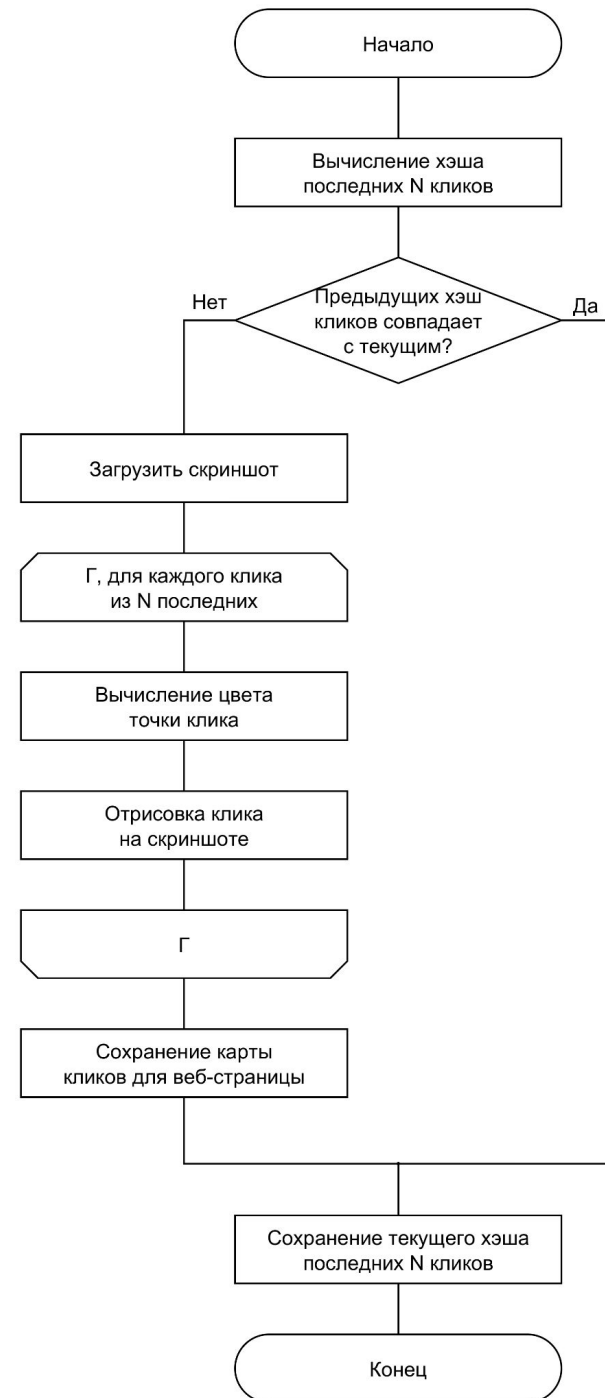 Начало
Вычисление хэша
последних N кликов
Предыдущих хэш
кликов совпадает
с текущим?
Нет
Да
Загрузить скриншот
Г, для каждого клика
из N последних
Вычисление цвета
точки клика
Отрисовка клика
на скриншоте
Г
Сохранение карты
кликов для веб-страницы
Сохранение текущего хэша
последних N кликов
Конец